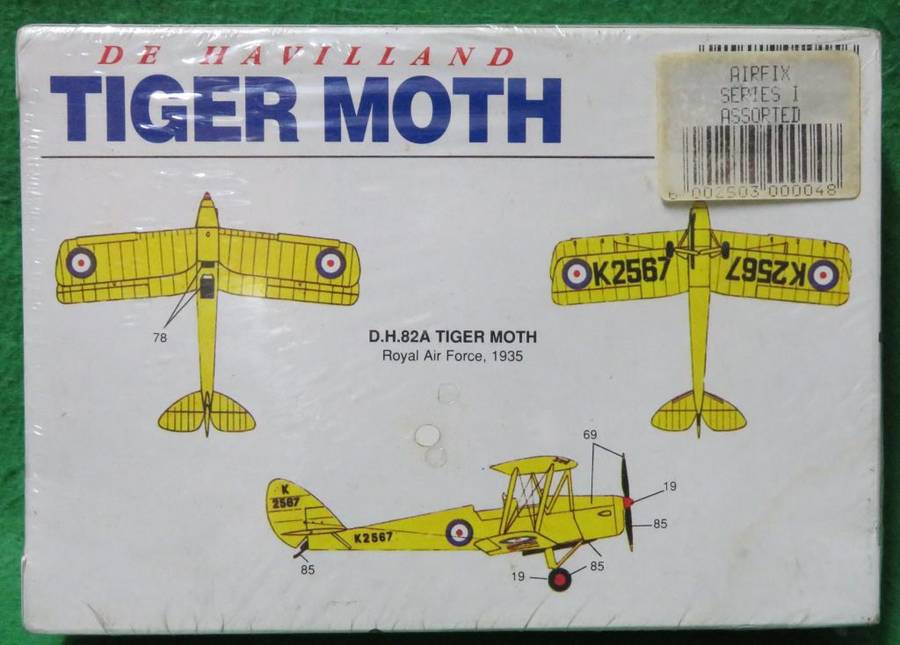 DE HAVILLAND
TIGER MOTH
AIRFIX
SERIES I
ASSORTED
6 002503 000048
K2567
K2567
78
D.H.82A TIGER MOTH
Royal Air Force, 1935
69
K
2567
19
K2567
85
85
19
85